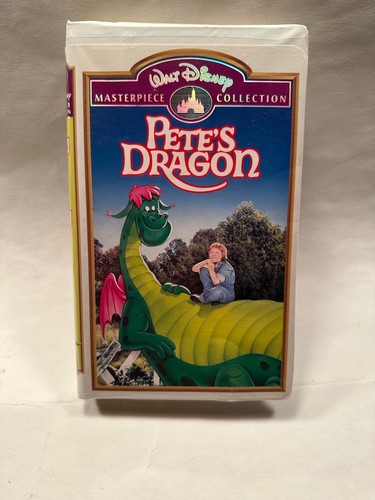 WALT DISNEY
MASTERPIECE COLLECTION
PETE'S
DRAGON